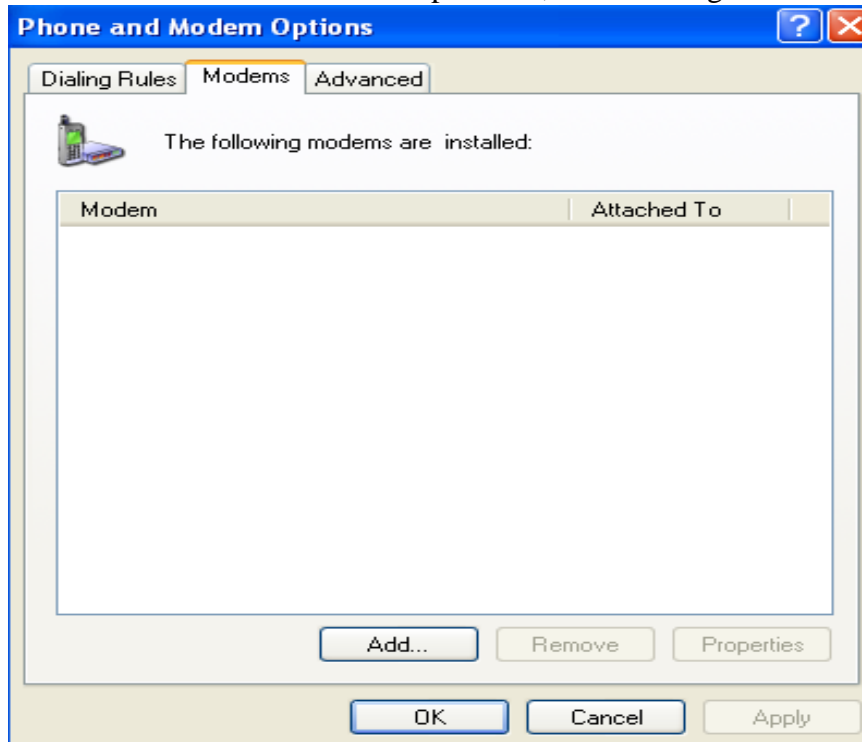 Phone and Modem Options
Dialing Rules Modems Advanced
The following modems are installed:
Modem Attached To
Add... Remove Properties
OK Cancel Apply